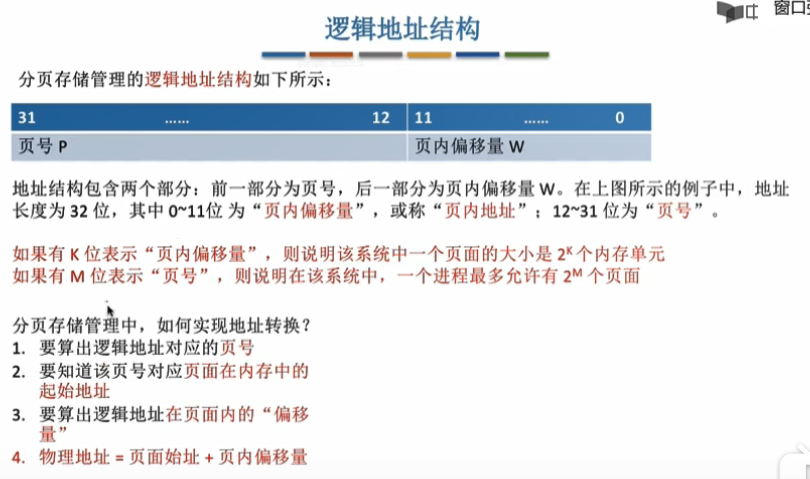 窗口
逻辑地址结构
分页存储管理的逻辑地址结构如下所示：
31 …… 12 11 …… 0
页号 P 页内偏移量 W
地址结构包含两个部分：前一部分为页号，后一部分为页内偏移量 W。在上图所示的例子中，地址
长度为 32 位，其中 0~11位 为“页内偏移量”，或称“页内地址”；12~31 位为“页号”。
如果有 K 位表示“页内偏移量”，则说明该系统中一个页面的大小是 2ᴷ 个内存单元
如果有 M 位表示“页号”，则说明在该系统中，一个进程最多允许有 2ᴹ 个页面
分页存储管理中，如何实现地址转换？
1. 要算出逻辑地址对应的页号
2. 要知道该页号对应页面在内存中的
起始地址
3. 要算出逻辑地址在页面内的“偏移
量”
4. 物理地址 = 页面始址 + 页内偏移量